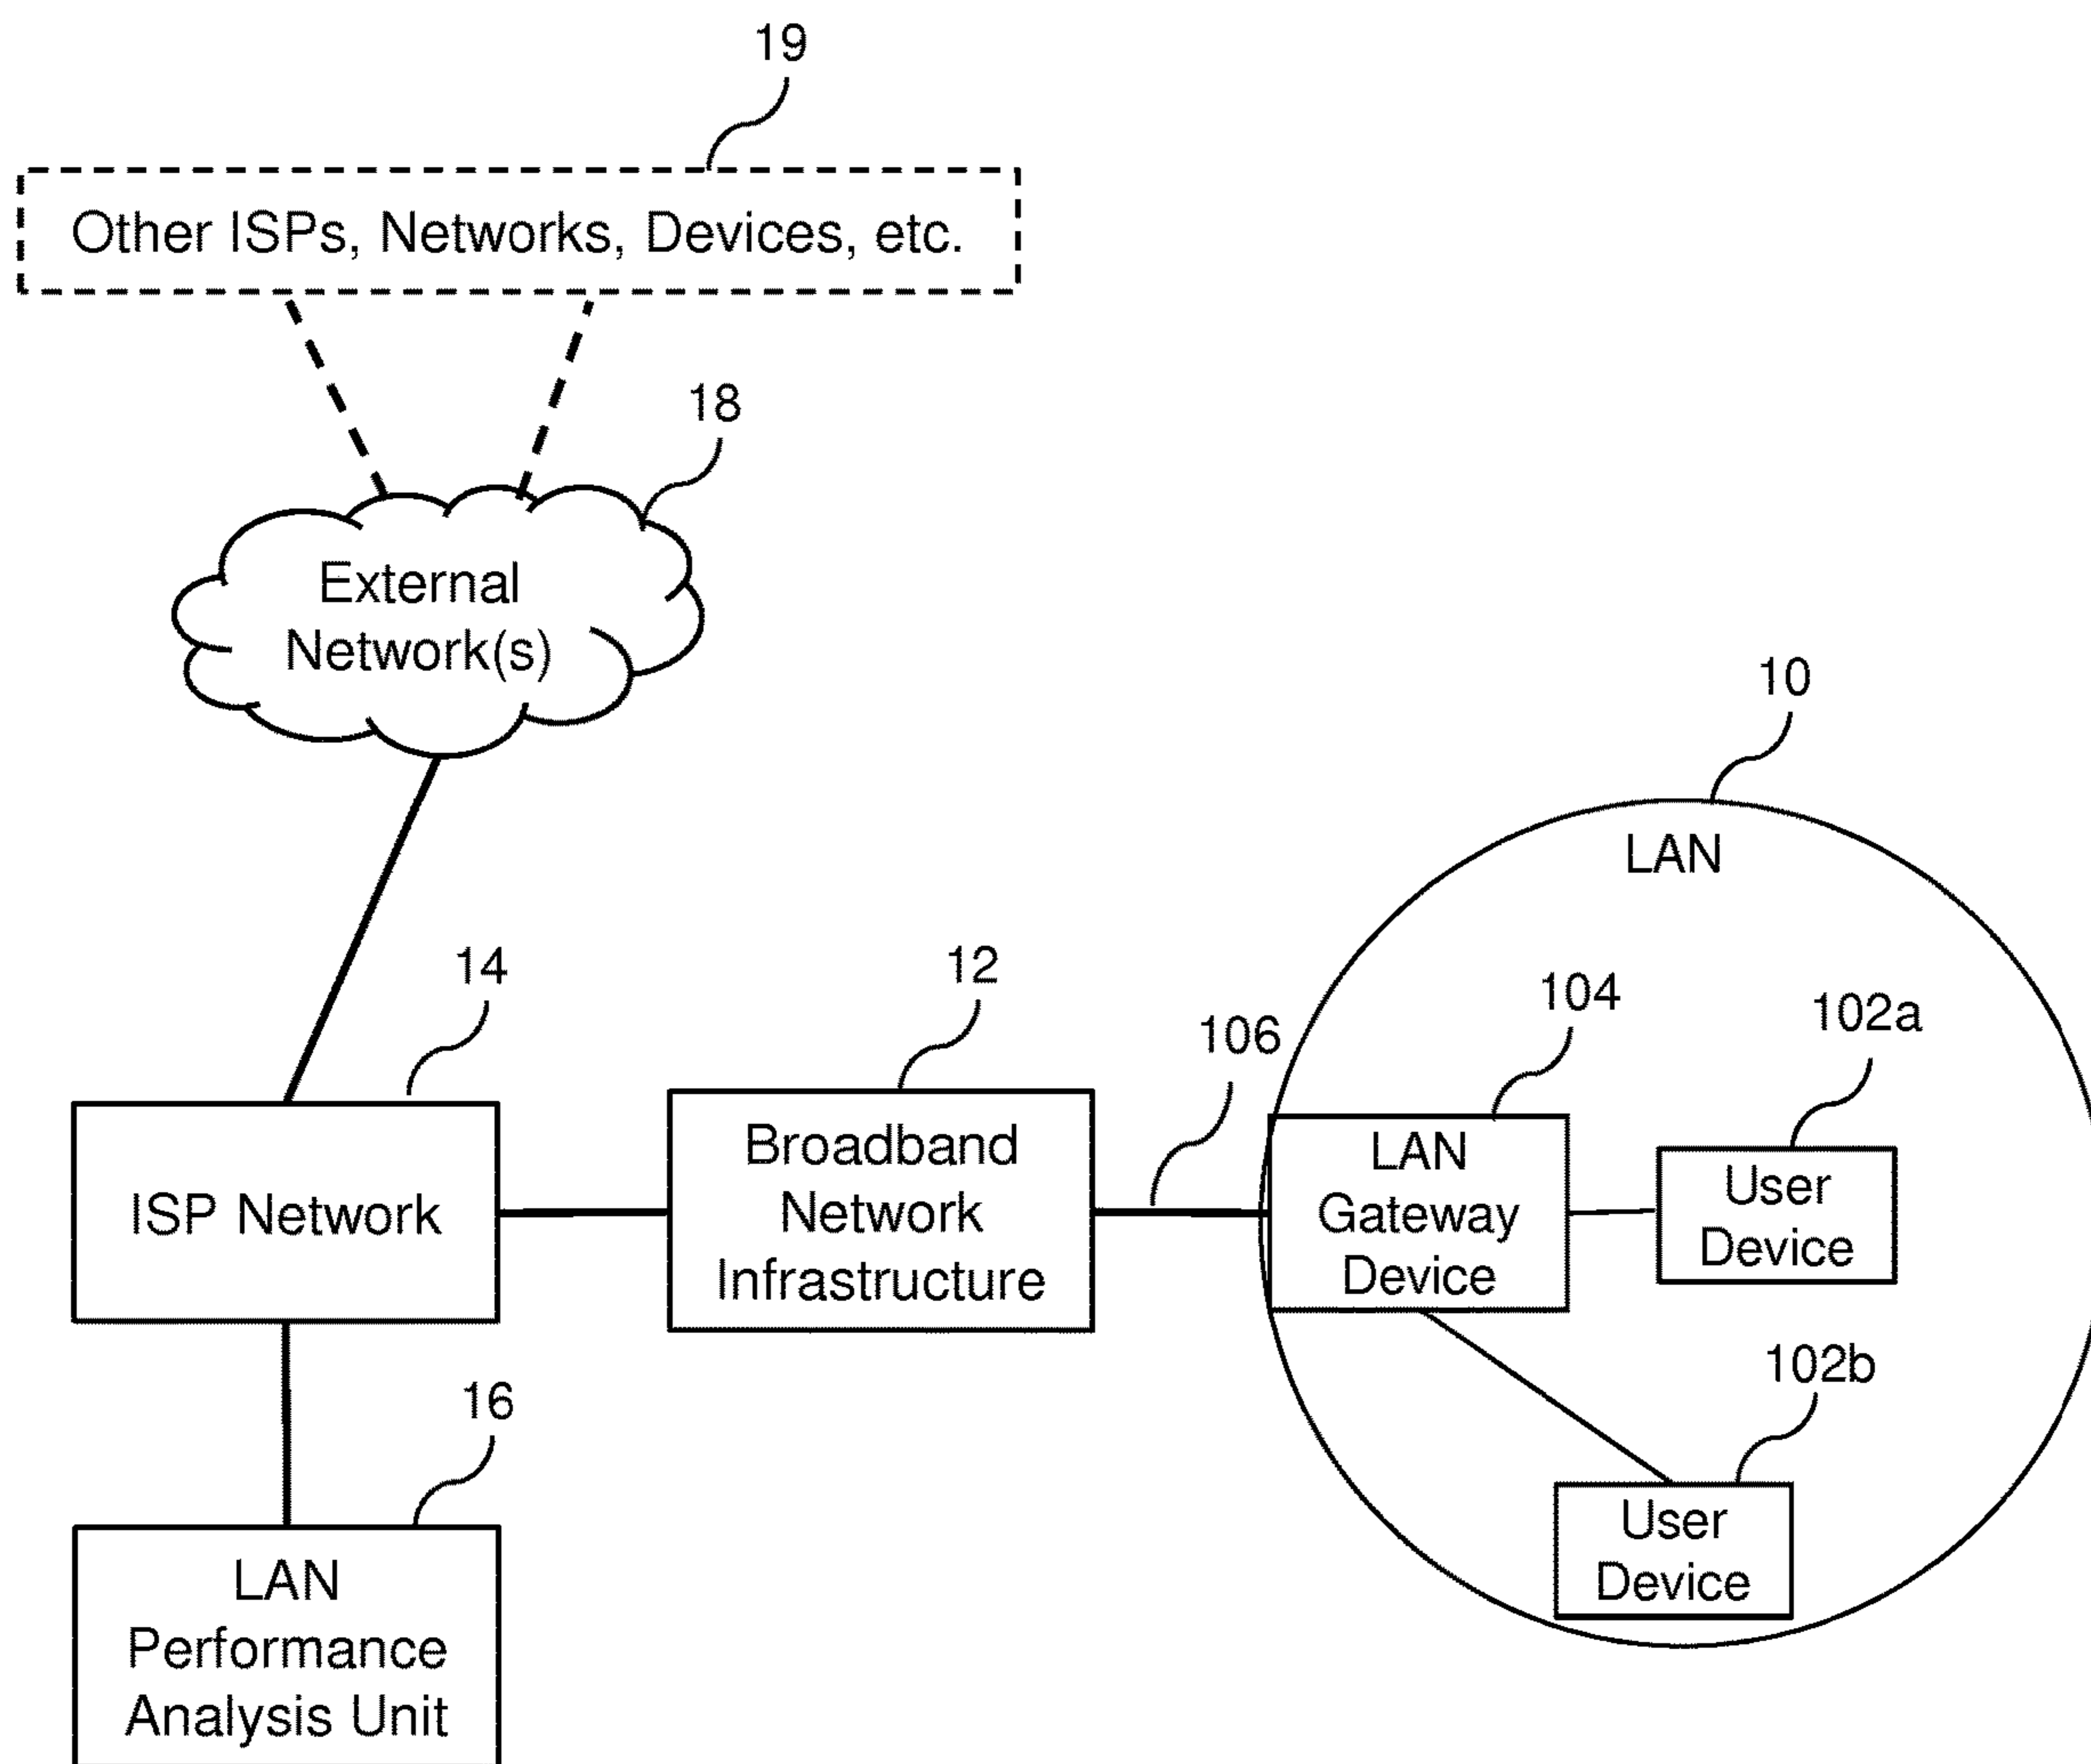 19
Other ISPs, Networks, Devices, etc.
18
External
Network(s)
10
LAN
14
12
106
104
102a
ISP Network
Broadband
Network
Infrastructure
LAN
Gateway
Device
User
Device
102b
16
User
Device
LAN
Performance
Analysis Unit